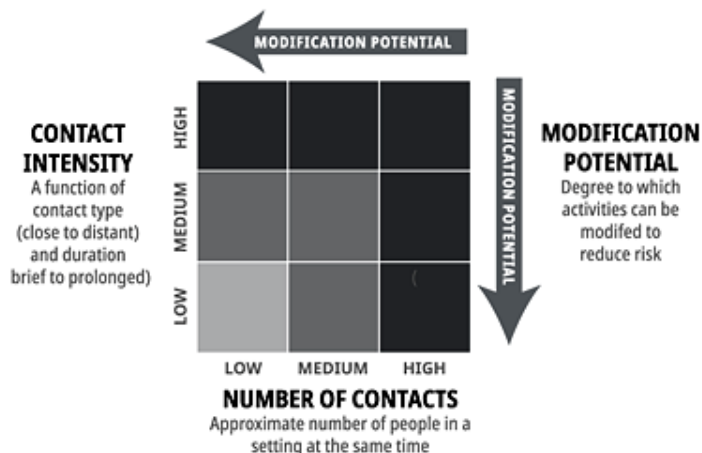 MODIFICATION POTENTIAL
CONTACT
INTENSITY
A function of
contact type
(close to distant)
and duration
brief to prolonged)
HIGH
MEDIUM
LOW
MODIFICATION POTENTIAL
MODIFICATION
POTENTIAL
Degree to which
activities can be
modifed to
reduce risk
LOW MEDIUM HIGH
NUMBER OF CONTACTS
Approximate number of people in a
setting at the same time